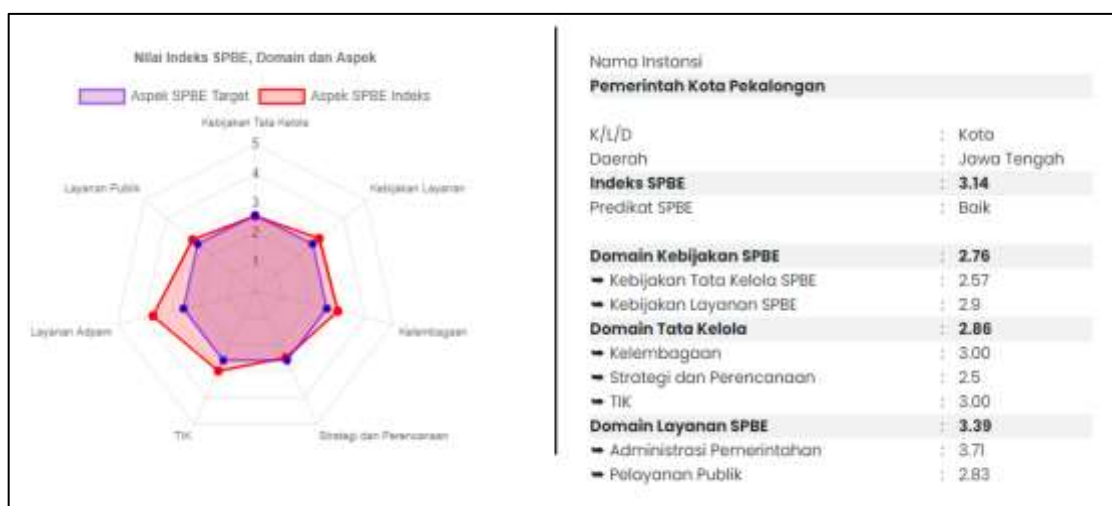 Nilai Indeks SPBE, Domain dan Aspek
Aspek SPBE Target
Aspek SPBE Indeks
Kebijakan Tata Kelola
Kebijakan Layanan
Kelembagaan
Strategi dan Perencanaan
TIK
Layanan Adpem
Layanan Publik
5
4
3
2
1
Nama Instansi
Pemerintah Kota Pekalongan
K/L/D : Kota
Daerah : Jawa Tengah
Indeks SPBE : 3.14
Predikat SPBE : Baik
Domain Kebijakan SPBE : 2.76
➥ Kebijakan Tata Kelola SPBE : 2.57
➥ Kebijakan Layanan SPBE : 2.9
Domain Tata Kelola : 2.86
➥ Kelembagaan : 3.00
➥ Strategi dan Perencanaan : 2.5
➥ TIK : 3.00
Domain Layanan SPBE : 3.39
➥ Administrasi Pemerintahan : 3.71
➥ Pelayanan Publik : 2.83